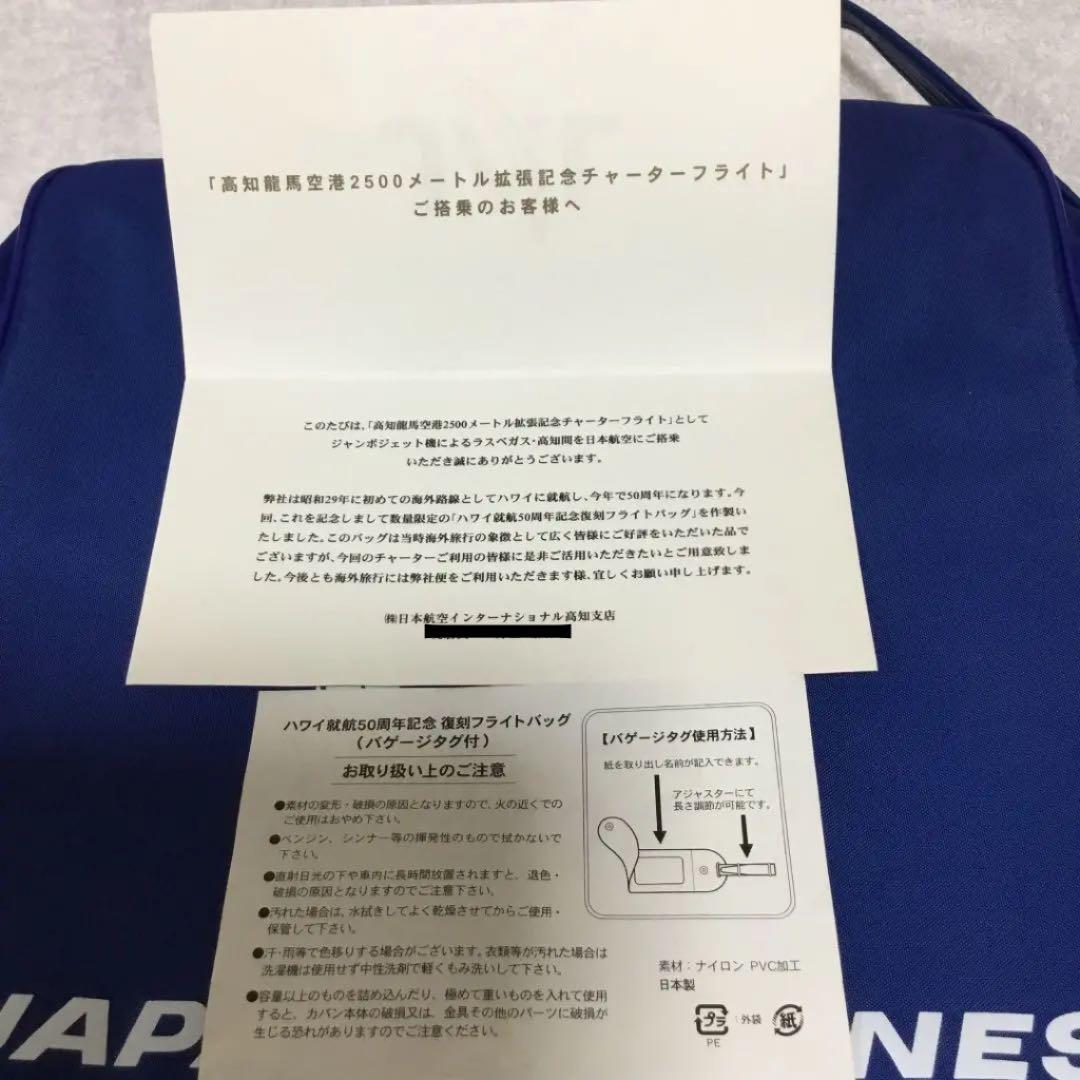 「高知龍馬空港2500メートル拡張記念チャーターフライト」
ご搭乗のお客様へ
このたびは、「高知龍馬空港2500メートル拡張記念チャーターフライト」として
ジャンボジェット機によるラスベガス・高知間を日本航空にご搭乗
いただき誠にありがとうございます。
弊社は昭和29年に初めての海外路線としてハワイに就航し、今年で50周年になります。今
回、これを記念しまして数量限定の「ハワイ就航50周年記念復刻フライトバッグ」を作製い
たしました。このバッグは当時海外旅行の象徴として広く皆様にご好評をいただいた品で
ございますが、今回のチャーターご利用の皆様に是非ご活用いただきたいとご用意致しま
した。今後とも海外旅行には弊社便をご利用いただきます様、宜しくお願い申し上げます。
㈱日本航空インターナショナル高知支店
ハワイ就航50周年記念 復刻フライトバッグ
（バゲージタグ付）
お取り扱い上のご注意
●素材の変形・破損の原因となりますので、火の近くでの
ご使用はおやめ下さい。
●ベンジン、シンナー等の揮発性のもので拭かないで
下さい。
●直射日光の下や車内に長時間放置されますと、退色・
破損の原因となりますのでご注意下さい。
●汚れた場合は、水拭きしてよく乾燥させてからご使用・
保管して下さい。
●汗・雨等で色移りする場合がございます。衣類等が汚れた場合は
洗濯機は使用せず中性洗剤で軽くもみ洗いして下さい。
●容量以上のものを詰め込んだり、極めて重いものを入れて使用
すると、カバン本体の破損又は、金具その他のパーツに破損が
生じる恐れがありますのでご注意ください。
【バゲージタグ使用方法】
紙を取り出し名前が記入できます。
アジャスターにて
長さ調節が可能です。
素材：ナイロン PVC加工
日本製
プラ ：外袋 紙
PE
JAPA NES